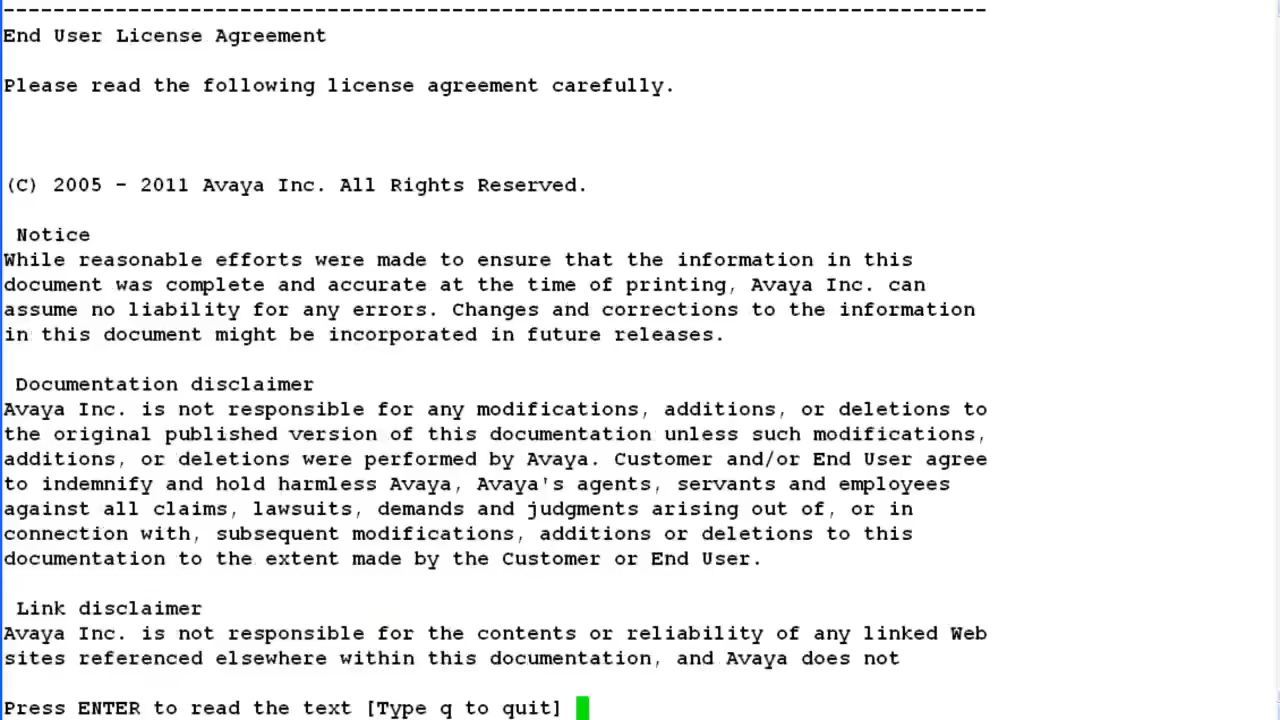 -------------------------------------------------------------------------------
End User License Agreement
Please read the following license agreement carefully.
(C) 2005 - 2011 Avaya Inc. All Rights Reserved.
Notice
While reasonable efforts were made to ensure that the information in this
document was complete and accurate at the time of printing, Avaya Inc. can
assume no liability for any errors. Changes and corrections to the information
in this document might be incorporated in future releases.
Documentation disclaimer
Avaya Inc. is not responsible for any modifications, additions, or deletions to
the original published version of this documentation unless such modifications,
additions, or deletions were performed by Avaya. Customer and/or End User agree
to indemnify and hold harmless Avaya, Avaya's agents, servants and employees
against all claims, lawsuits, demands and judgments arising out of, or in
connection with, subsequent modifications, additions or deletions to this
documentation to the extent made by the Customer or End User.
Link disclaimer
Avaya Inc. is not responsible for the contents or reliability of any linked Web
sites referenced elsewhere within this documentation, and Avaya does not
Press ENTER to read the text [Type q to quit]